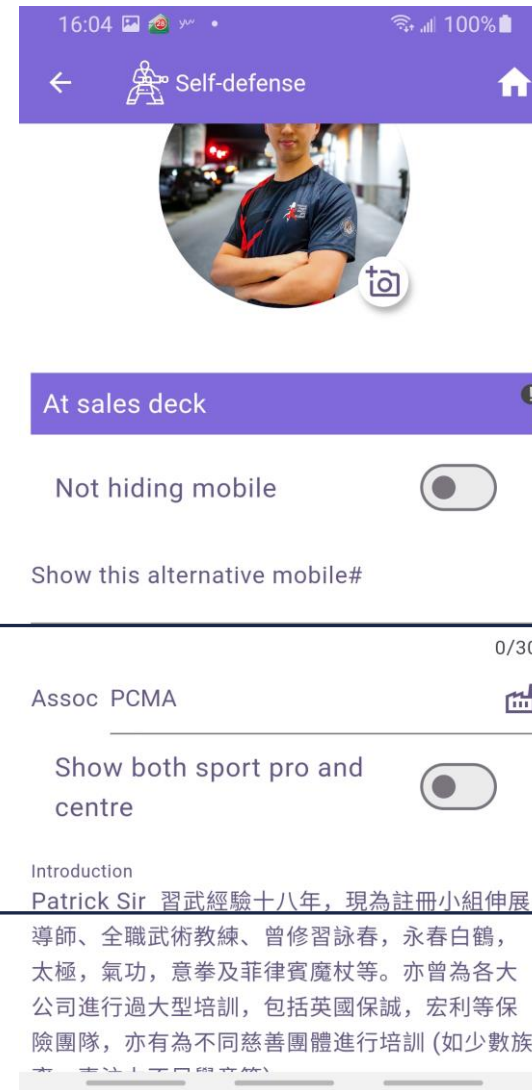 16:04 100%
Self-defense
At sales deck
Not hiding mobile
Show this alternative mobile#
0/30
Assoc PCMA
Show both sport pro and
centre
Introduction
Patrick Sir 習武經驗十八年，現為註冊小組伸展
導師、全職武術教練、曾修習詠春，永春白鶴，
太極，氣功，意拳及菲律賓魔杖等。亦曾為各大
公司進行過大型培訓，包括英國保誠，宏利等保
險團隊，亦有為不同慈善團體進行培訓 (如少數族